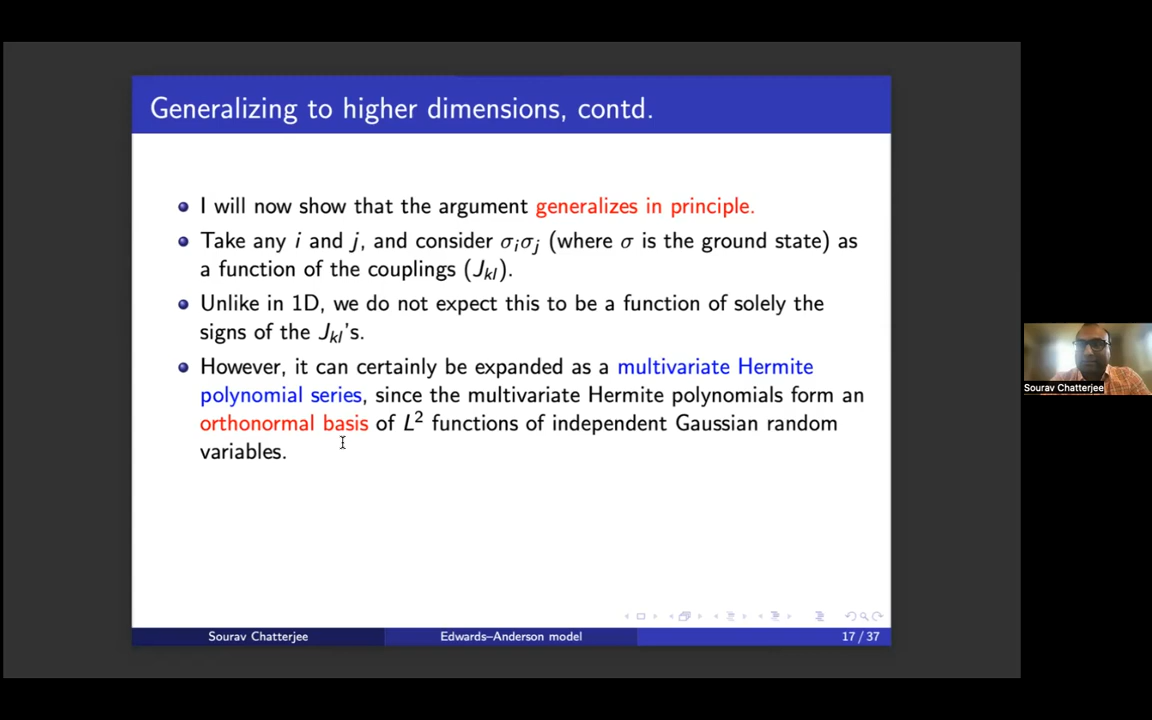 Generalizing to higher dimensions, contd.
I will now show that the argument generalizes in principle.
Take any i and j, and consider σᵢσⱼ (where σ is the ground state) as
a function of the couplings (Jₖₗ).
Unlike in 1D, we do not expect this to be a function of solely the
signs of the Jₖₗ's.
However, it can certainly be expanded as a multivariate Hermite
polynomial series, since the multivariate Hermite polynomials form an
orthonormal basis of L² functions of independent Gaussian random
variables.
Sourav Chatterjee
Edwards–Anderson model
17 / 37
Sourav Chatterjee